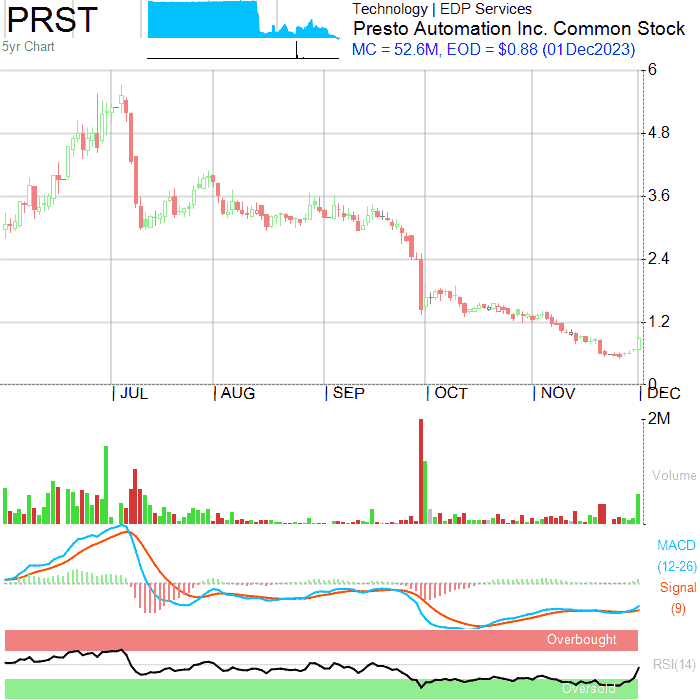 PRST
5yr Chart
Technology | EDP Services
Presto Automation Inc. Common Stock
MC = 52.6M, EOD = $0.88 (01Dec2023)
6
4.8
3.6
2.4
1.2
0
JUL AUG SEP OCT NOV DEC
2M
Volume
MACD
(12-26)
Signal
(9)
Overbought
RSI(14)
Oversold